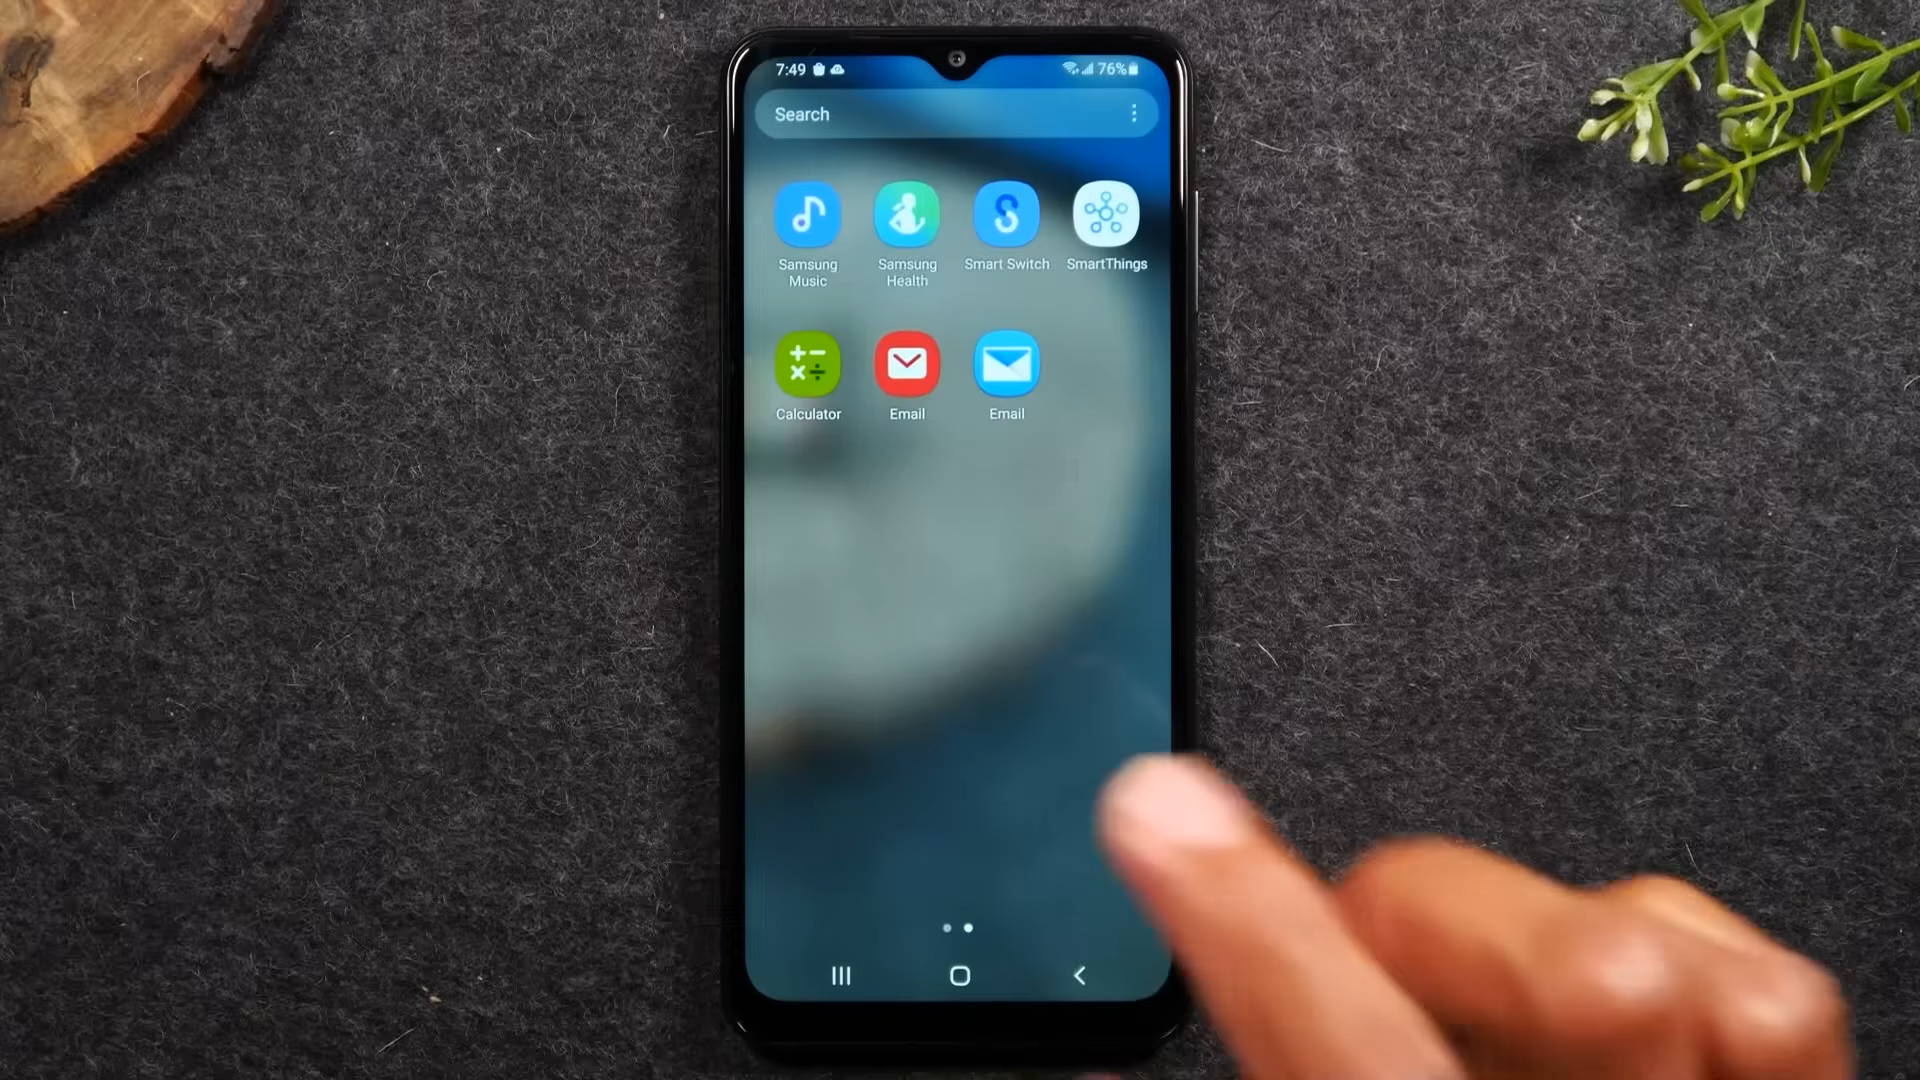 7:49 76%
Search
Samsung Music
Samsung Health
Smart Switch
SmartThings
Calculator
Email
Email